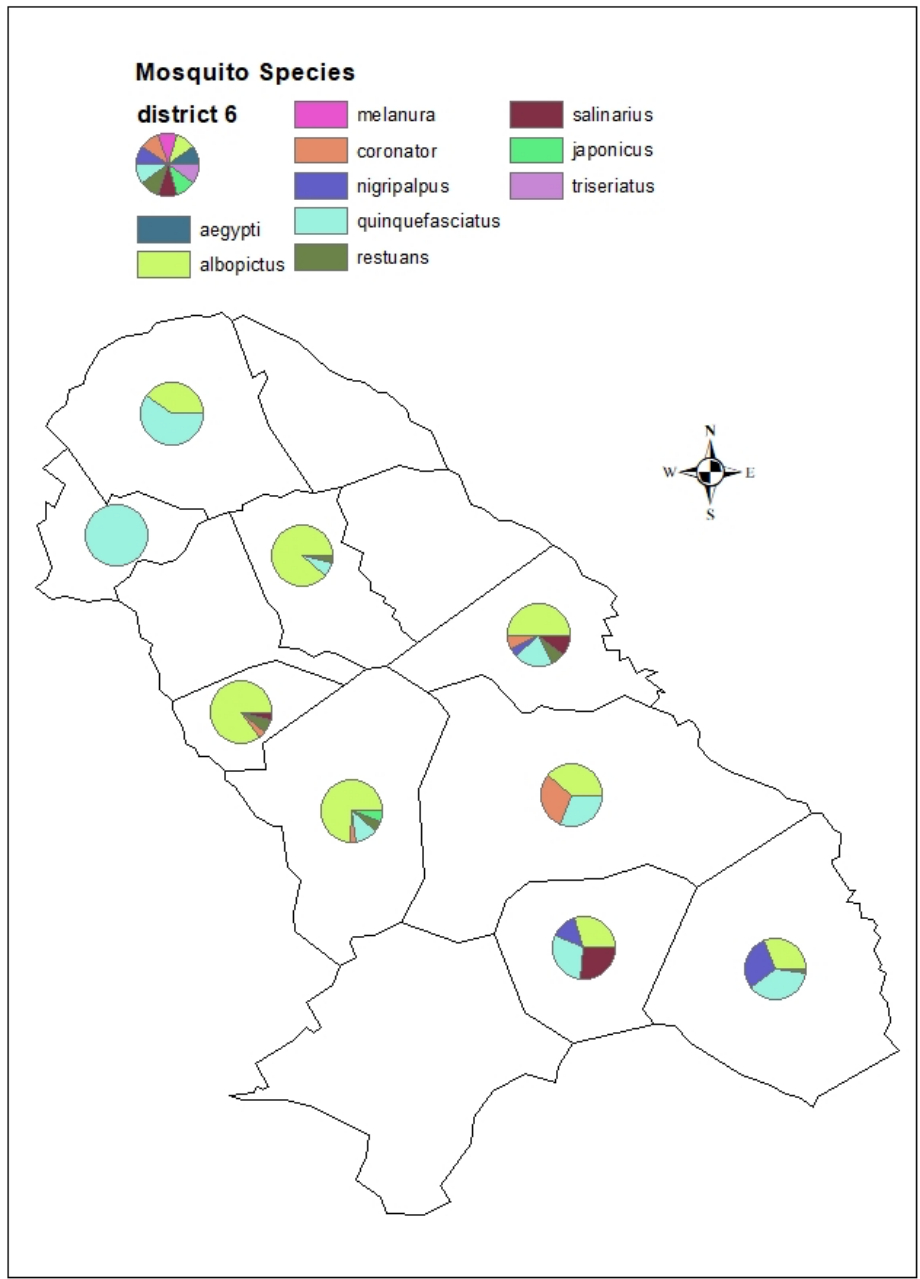 Mosquito Species
district 6
aegypti
albopictus
melanura
coronator
nigripalpus
quinquefasciatus
restuans
salinarius
japonicus
triseriatus
N
W E
S